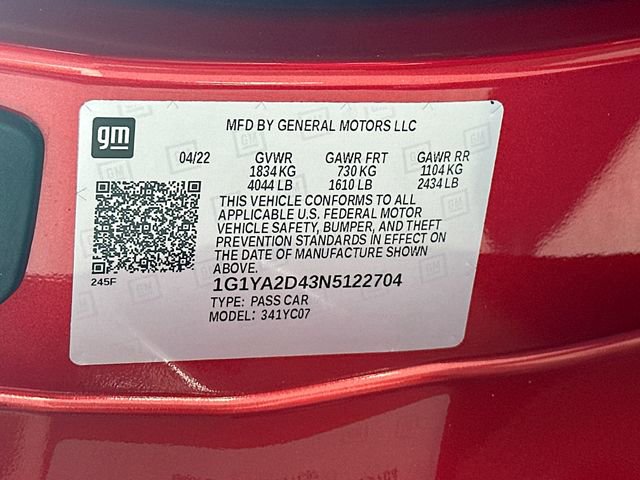 gm
MFD BY GENERAL MOTORS LLC
04/22 GVWR GAWR FRT GAWR RR
1834 KG 730 KG 1104 KG
4044 LB 1610 LB 2434 LB
THIS VEHICLE CONFORMS TO ALL
APPLICABLE U.S. FEDERAL MOTOR
VEHICLE SAFETY, BUMPER, AND THEFT
PREVENTION STANDARDS IN EFFECT ON
THE DATE OF MANUFACTURE SHOWN
ABOVE.
245F
1G1YA2D43N5122704
TYPE: PASS CAR
MODEL: 341YC07